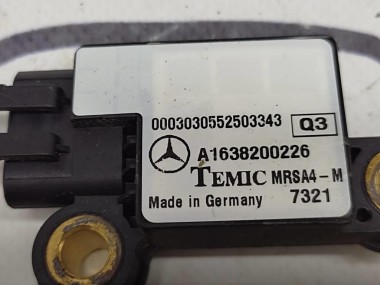 0003030552503343 Q3
A1638200226
TEMIC MRSA4-M
Made in Germany 7321